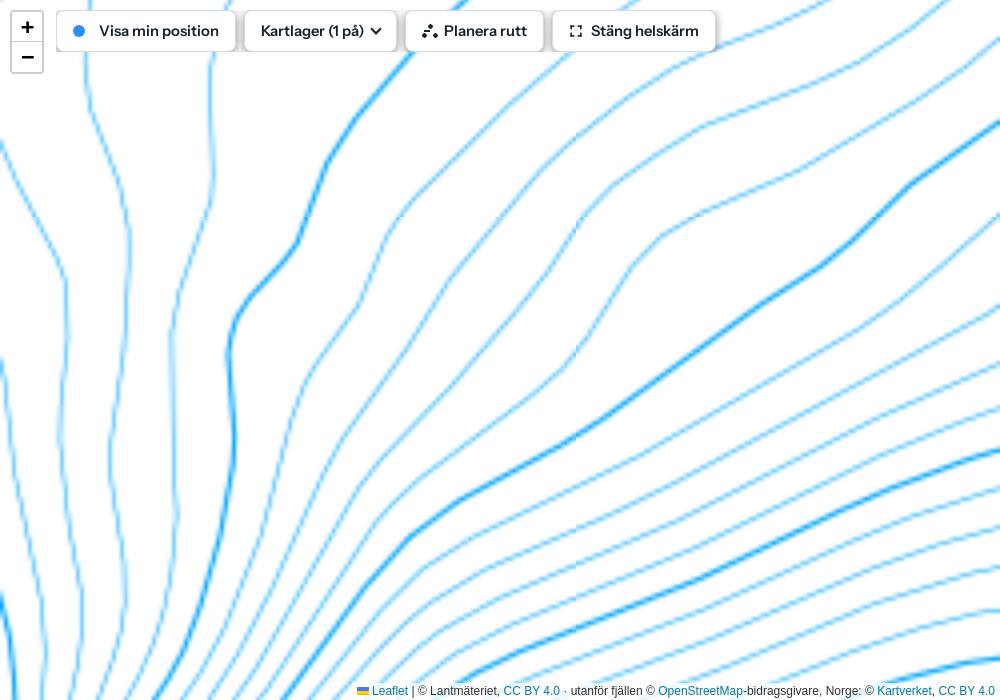 +
−
Visa min position
Kartlager (1 på)
Planera rutt
Stäng helskärm
Leaflet | © Lantmäteriet, CC BY 4.0 · utanför fjällen © OpenStreetMap-bidragsgivare, Norge: © Kartverket, CC BY 4.0